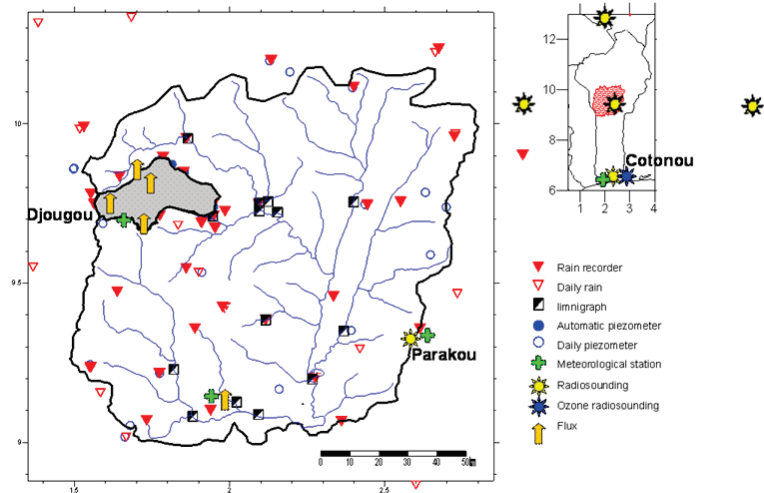 12
10
8
6
1 2 3 4
Cotonou
10
9.5
9
1.5 2 2.5
Djougou
Parakou
0 10 20 30 40 50
Rain recorder
Daily rain
limnigraph
Automatic piezometer
Daily piezometer
Meteorological station
Radiosounding
Ozone radiosounding
Flux